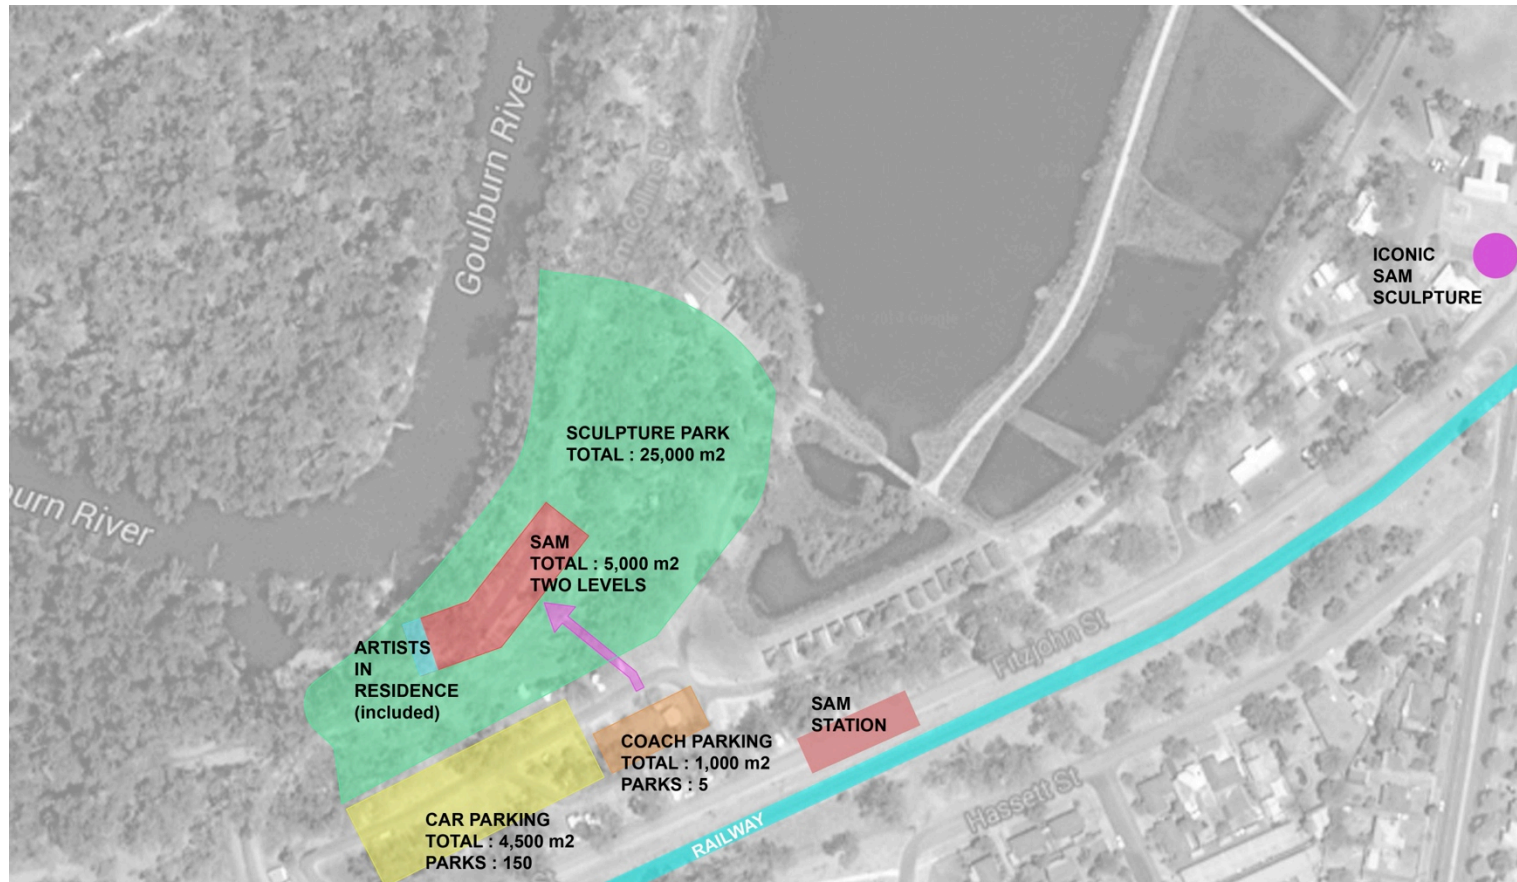 Goulburn River
ICONIC
SAM
SCULPTURE
SCULPTURE PARK
TOTAL : 25,000 m2
burn River
SAM
TOTAL : 5,000 m2
TWO LEVELS
ARTISTS
IN
RESIDENCE
(included)
Fitzjohn St
SAM
STATION
COACH PARKING
TOTAL : 1,000 m2
PARKS : 5
CAR PARKING
TOTAL : 4,500 m2
PARKS : 150
RAILWAY
Hassett St